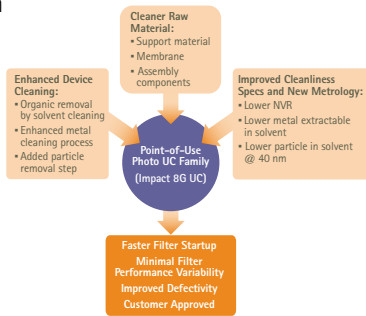 Cleaner Raw
Material:
▪ Support material
▪ Membrane
▪ Assembly
components
Enhanced Device
Cleaning:
▪ Organic removal
by solvent cleaning
▪ Enhanced metal
cleaning process
▪ Added particle
removal step
Improved Cleanliness
Specs and New Metrology:
▪ Lower NVR
▪ Lower metal extractable
in solvent
▪ Lower particle in solvent
@ 40 nm
Point-of-Use
Photo UC Family
(Impact 8G UC)
Faster Filter Startup
Minimal Filter
Performance Variability
Improved Defectivity
Customer Approved